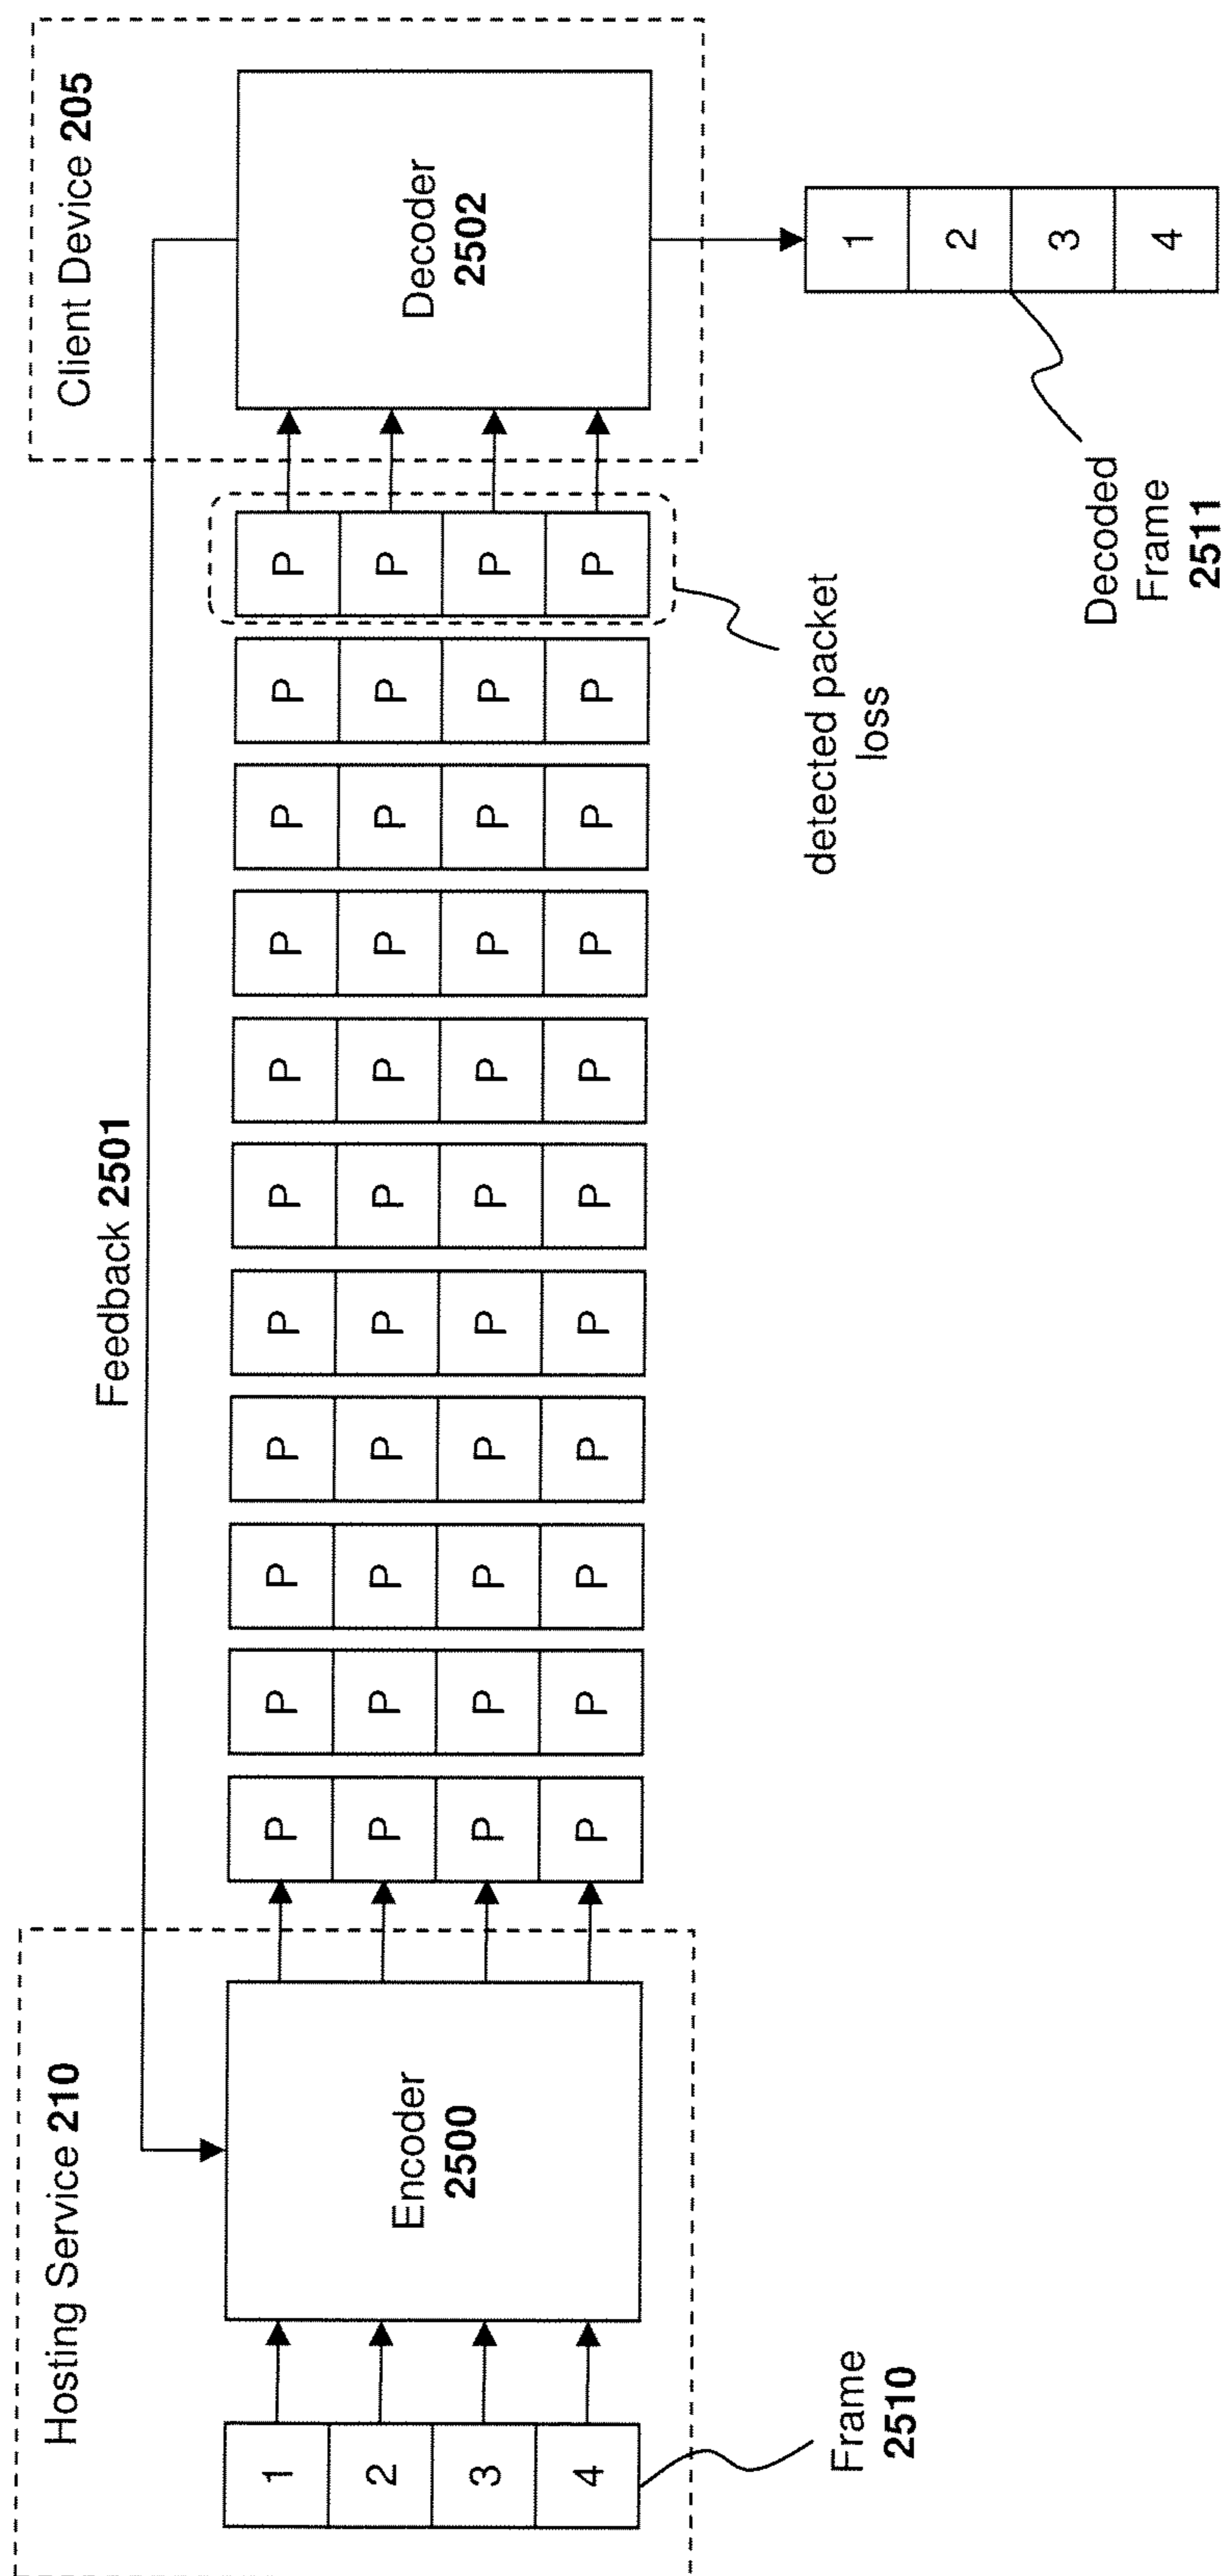 Hosting Service 210
Feedback 2501
Client Device 205
1
2
3
4
Encoder
2500
P P P P P P P P P P P
P P P P P P P P P P P
P P P P P P P P P P P
P P P P P P P P P P P
Decoder
2502
Frame
2510
detected packet
loss
Decoded
Frame
2511
1
2
3
4